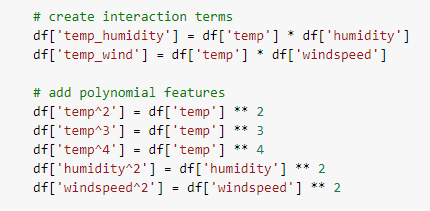 # create interaction terms
df['temp_humidity'] = df['temp'] * df['humidity']
df['temp_wind'] = df['temp'] * df['windspeed']
# add polynomial features
df['temp^2'] = df['temp'] ** 2
df['temp^3'] = df['temp'] ** 3
df['temp^4'] = df['temp'] ** 4
df['humidity^2'] = df['humidity'] ** 2
df['windspeed^2'] = df['windspeed'] ** 2